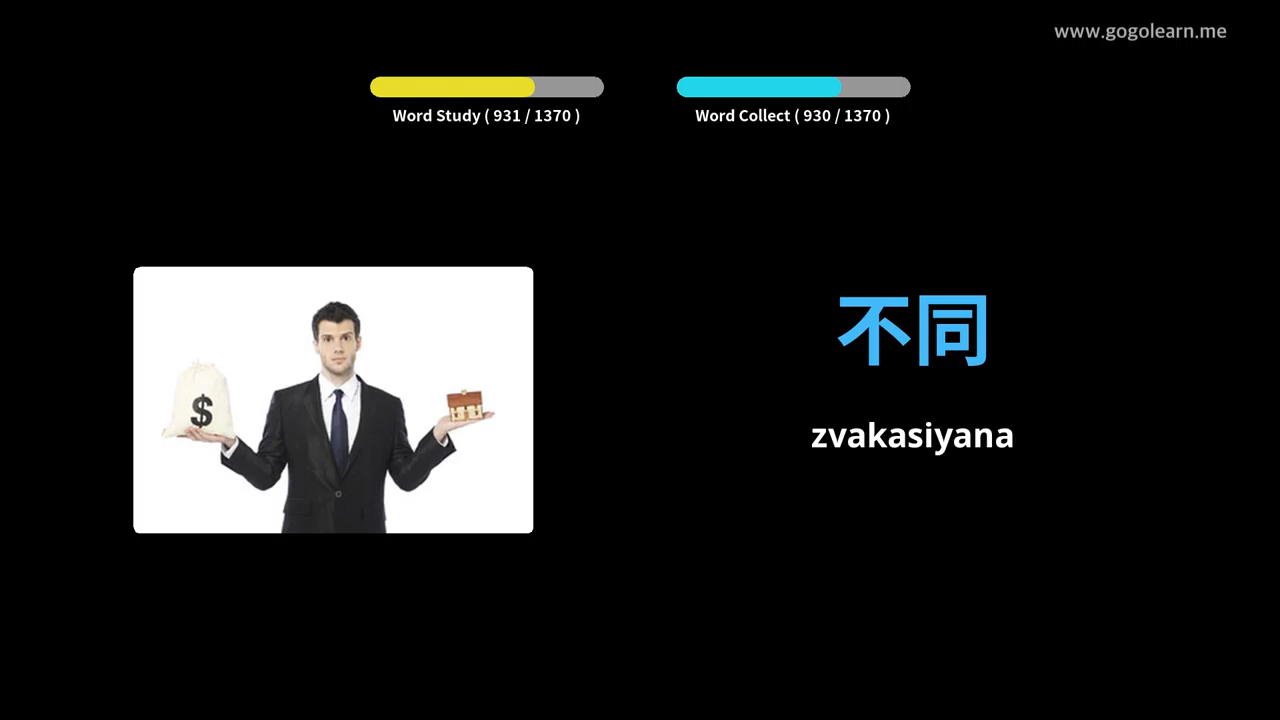 www.gogolearn.me
Word Study ( 931 / 1370 )
Word Collect ( 930 / 1370 )
$
不同
zvakasiyana